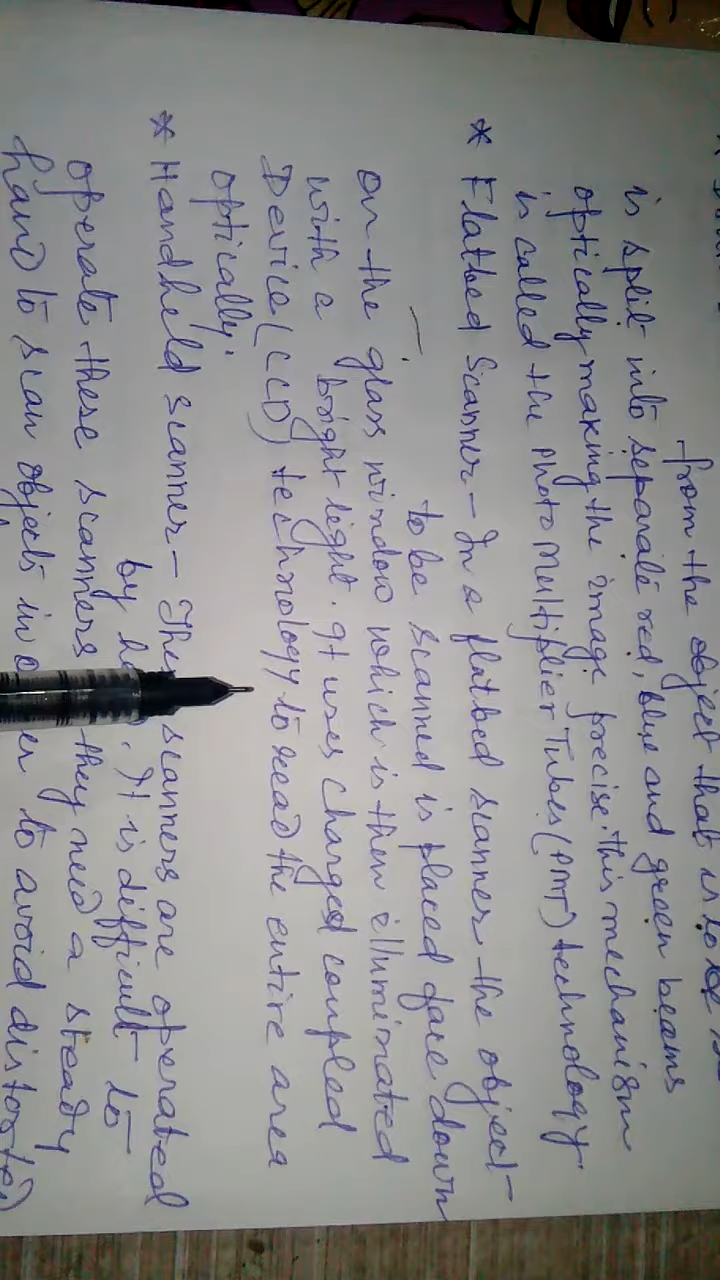 from the object that is to be
is split into separate red, blue and green beams
optically making the image precise. This mechanism
is called the Photo Multiplier Tubes (PMT) technology.
* Flatbed Scanner - In a flatbed scanner the object
to be scanned is placed face down
on the glass window which is then illuminated
with a bright light. It uses charged coupled
Device (CCD) technology to read the entire area
optically.
* Handheld scanner - These scanners are operated
by It is difficult to
operate these scanners they need a steady
hand to scan objects in to avoid distorted